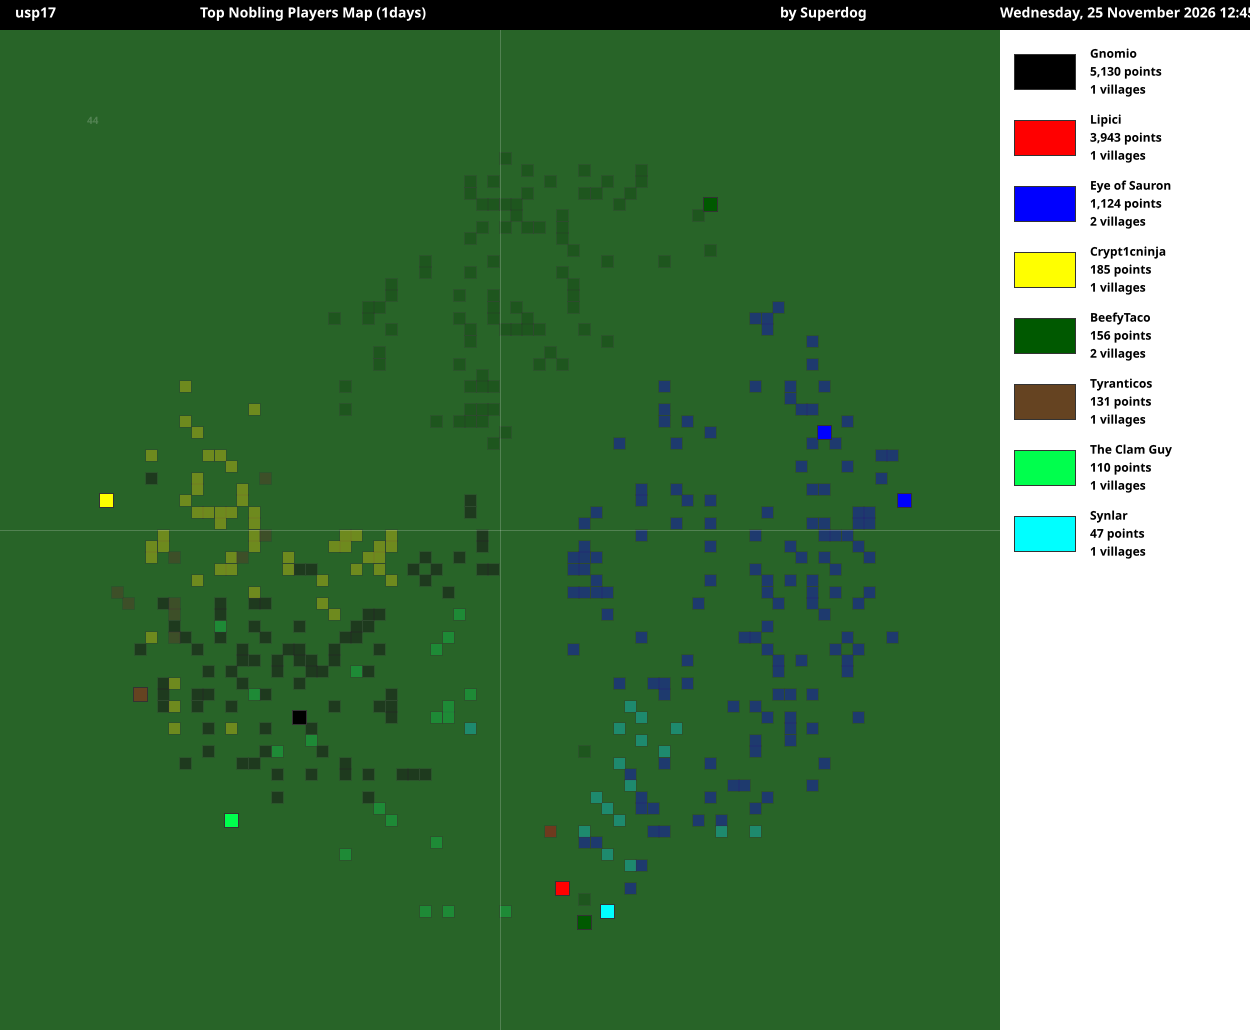 usp17
Top Nobling Players Map (1days)
by Superdog
Wednesday, 25 November 2026 12:45
44
Gnomio
5,130 points
1 villages
Lipici
3,943 points
1 villages
Eye of Sauron
1,124 points
2 villages
Crypt1cninja
185 points
1 villages
BeefyTaco
156 points
2 villages
Tyranticos
131 points
1 villages
The Clam Guy
110 points
1 villages
Synlar
47 points
1 villages